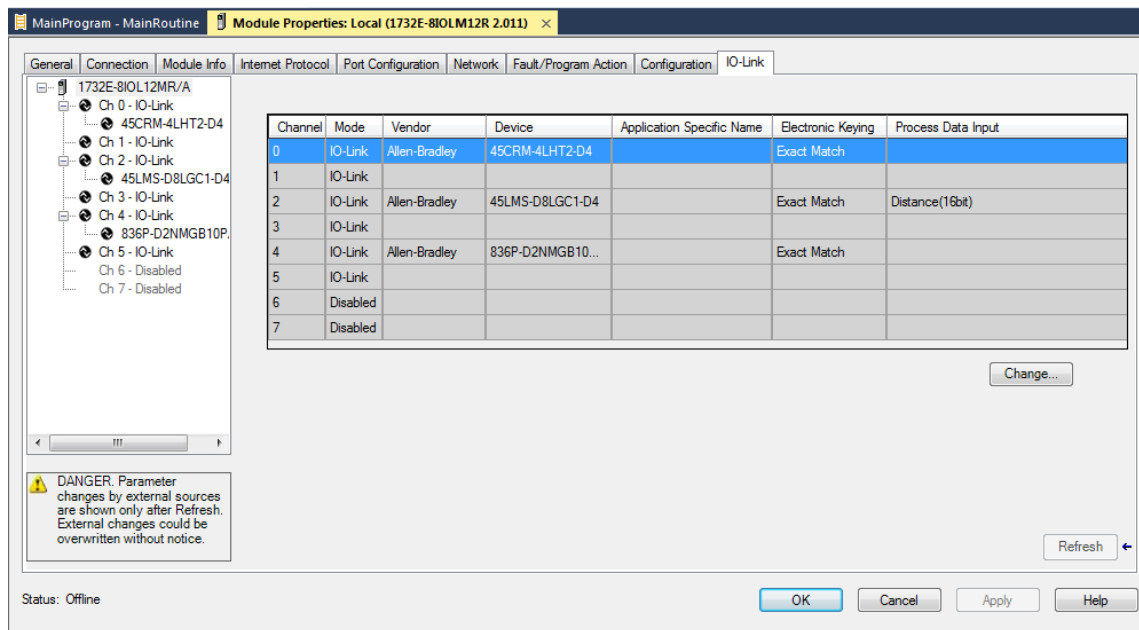 MainProgram - MainRoutine Module Properties: Local (1732E-8IOLM12R 2.011) ×
General Connection Module Info Internet Protocol Port Configuration Network Fault/Program Action Configuration IO-Link
1732E-8IOL12MR/A
Ch 0 - IO-Link
45CRM-4LHT2-D4
Ch 1 - IO-Link
Ch 2 - IO-Link
45LMS-D8LGC1-D4
Ch 3 - IO-Link
Ch 4 - IO-Link
836P-D2NMGB10P.
Ch 5 - IO-Link
Ch 6 - Disabled
Ch 7 - Disabled
Channel Mode Vendor Device Application Specific Name Electronic Keying Process Data Input
0 IO-Link Allen-Bradley 45CRM-4LHT2-D4 Exact Match
1 IO-Link
2 IO-Link Allen-Bradley 45LMS-D8LGC1-D4 Exact Match Distance(16bit)
3 IO-Link
4 IO-Link Allen-Bradley 836P-D2NMGB10... Exact Match
5 IO-Link
6 Disabled
7 Disabled
Change...
DANGER. Parameter
changes by external sources
are shown only after Refresh.
External changes could be
overwritten without notice.
Refresh
Status: Offline
OK Cancel Apply Help